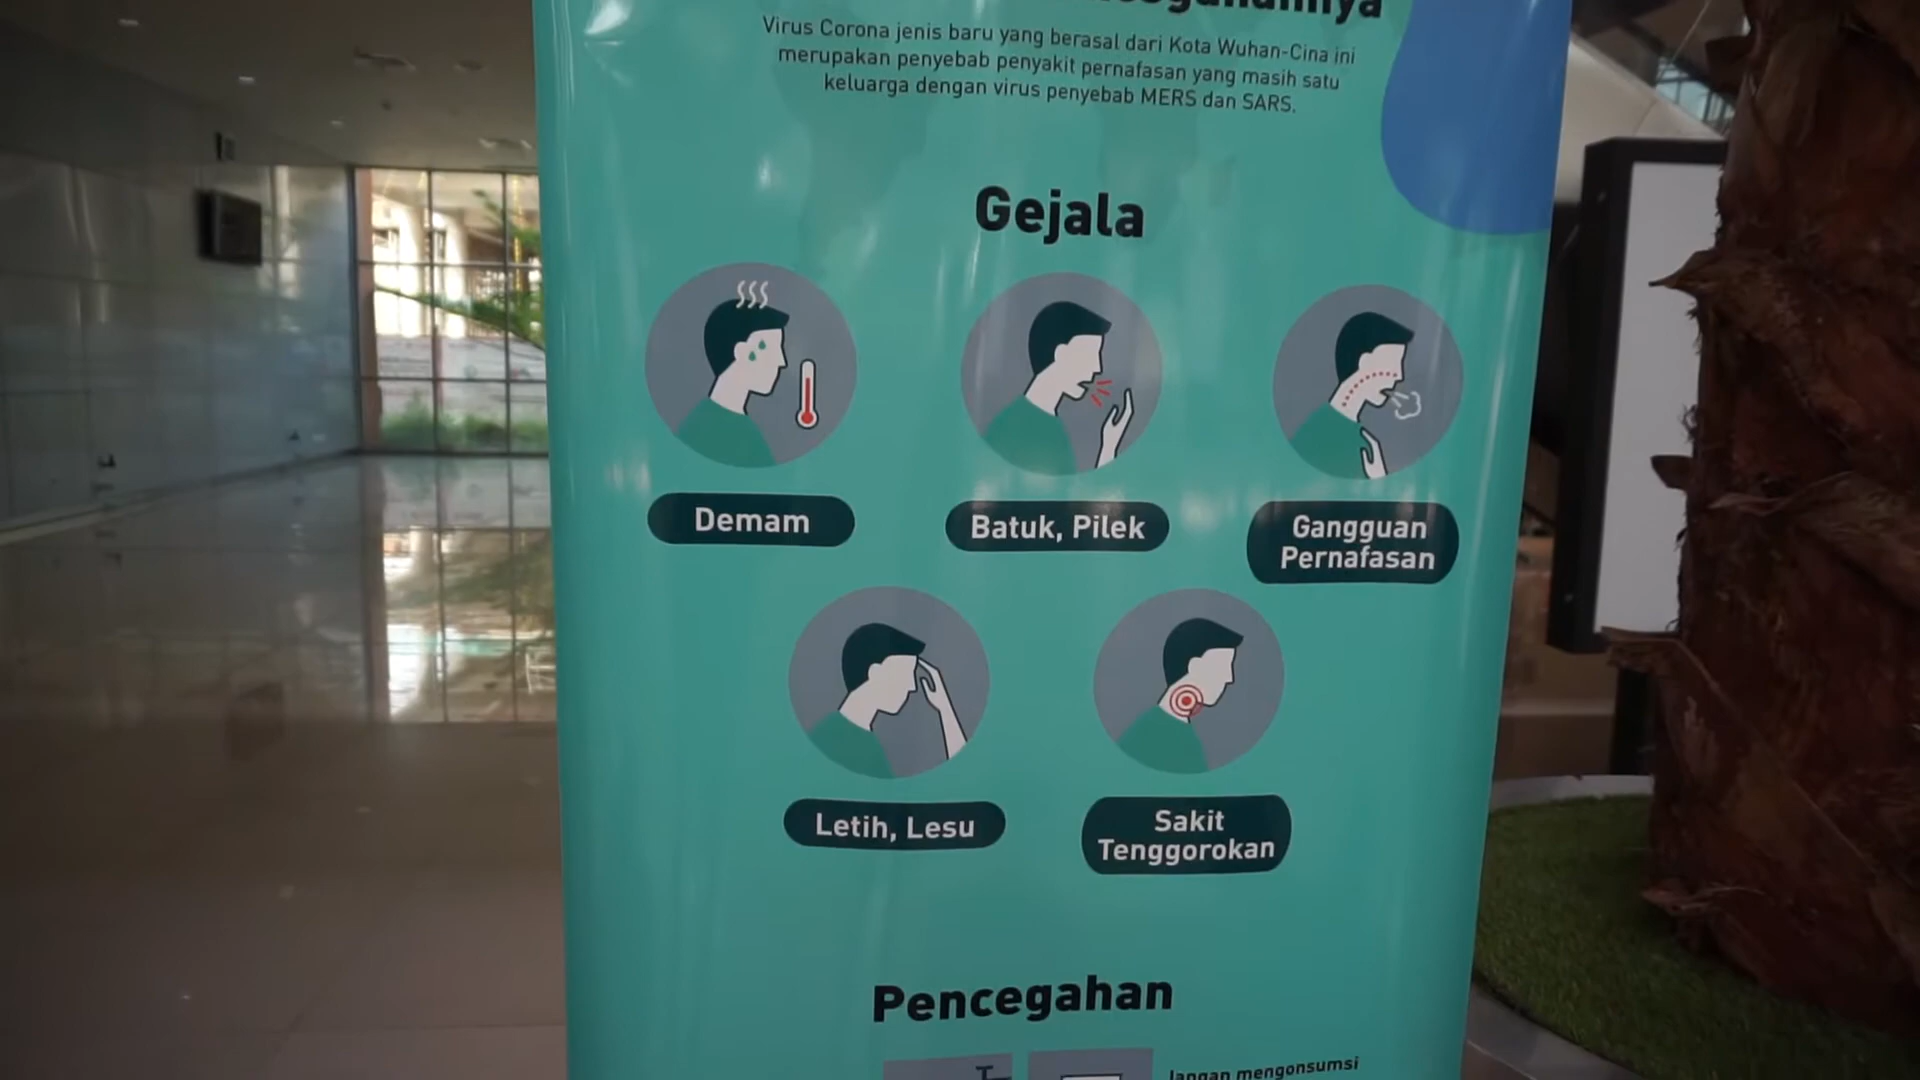 Virus Corona jenis baru yang berasal dari Kota Wuhan-Cina ini
merupakan penyebab penyakit pernafasan yang masih satu
keluarga dengan virus penyebab MERS dan SARS.
Gejala
Demam
Batuk, Pilek
Gangguan
Pernafasan
Letih, Lesu
Sakit
Tenggorokan
Pencegahan
Jangan mengonsumsi